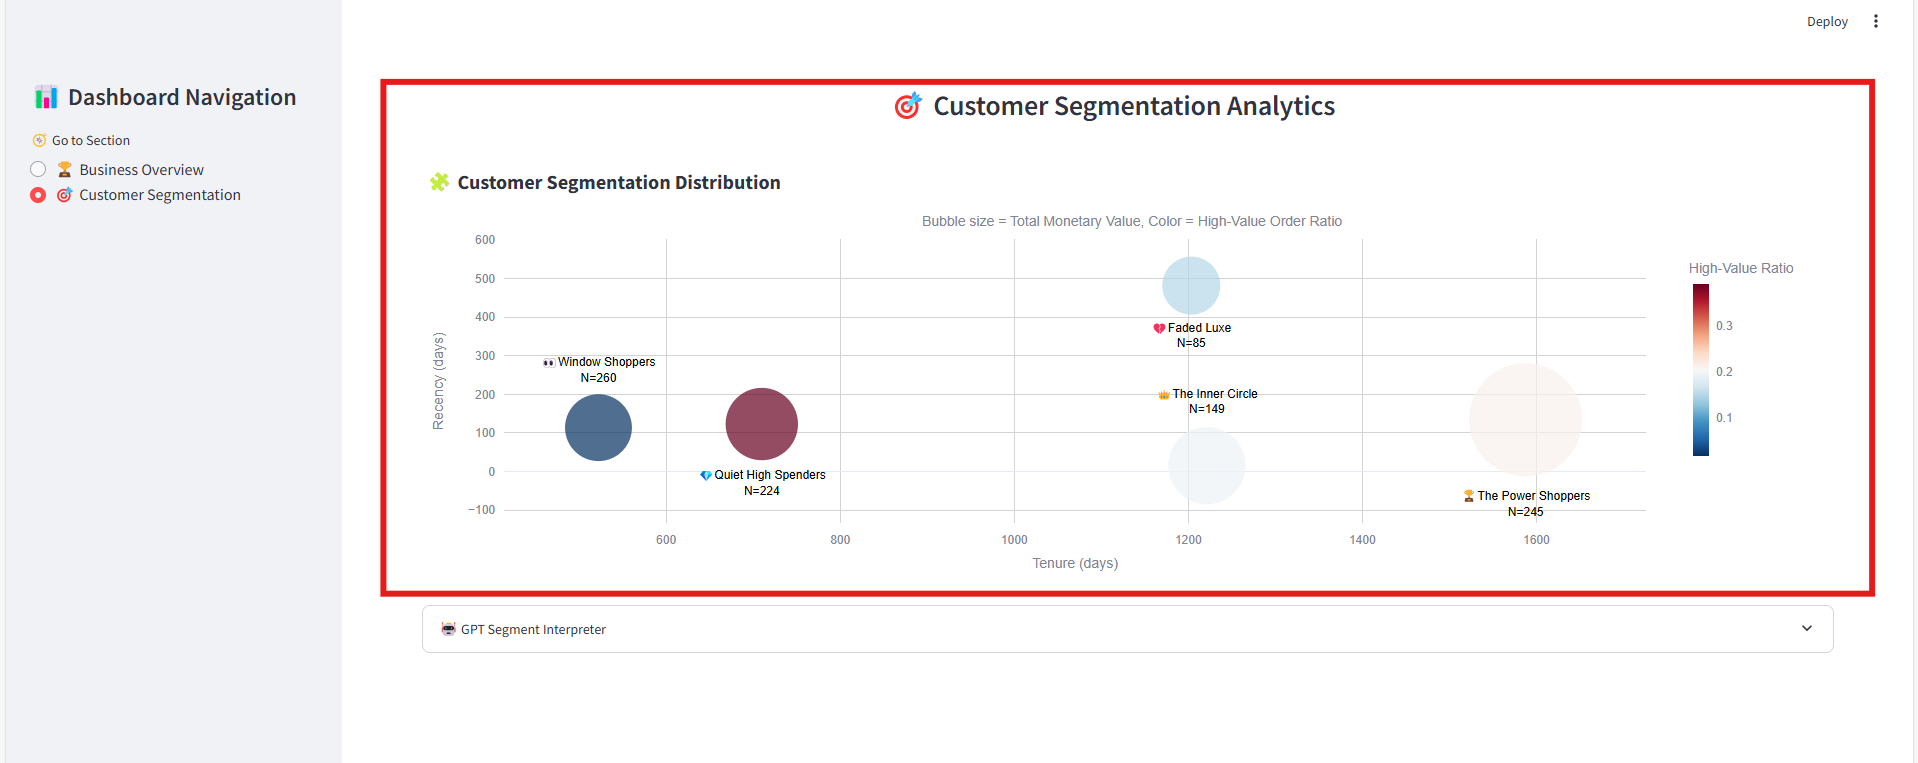 Deploy
Dashboard Navigation
Go to Section
Business Overview
Customer Segmentation
Customer Segmentation Analytics
Customer Segmentation Distribution
Bubble size = Total Monetary Value, Color = High-Value Order Ratio
600
500
400
300
200
100
0
−100
Recency (days)
Window Shoppers
N=260
Quiet High Spenders
N=224
Faded Luxe
N=85
The Inner Circle
N=149
The Power Shoppers
N=245
600
800
1000
1200
1400
1600
Tenure (days)
High-Value Ratio
0.3
0.2
0.1
GPT Segment Interpreter